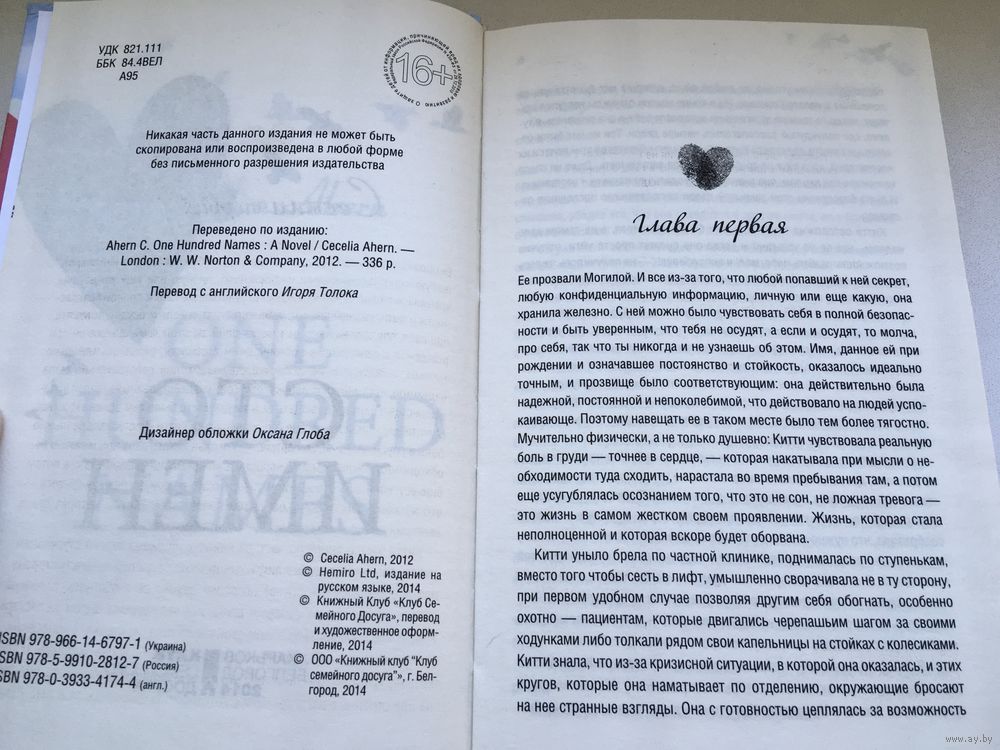 УДК 821.111
ББК 84.4ВЕЛ
А95
16+
Никакая часть данного издания не может быть
скопирована или воспроизведена в любой форме
без письменного разрешения издательства
Переведено по изданию:
Ahern C. One Hundred Names : A Novel / Cecelia Ahern. —
London : W. W. Norton & Company, 2012. — 336 p.
Перевод с английского Игоря Толока
Дизайнер обложки Оксана Глоба
© Cecelia Ahern, 2012
© Hemiro Ltd, издание на
русском языке, 2014
© Книжный Клуб «Клуб Се-
мейного Досуга», перевод
и художественное оформ-
ление, 2014
© ООО «Книжный клуб "Клуб
семейного досуга"», г. Бел-
город, 2014
ISBN 978-966-14-6797-1 (Украина)
ISBN 978-5-9910-2812-7 (Россия)
ISBN 978-0-3933-4174-4 (англ.)
Глава первая
Ее прозвали Могилой. И все из-за того, что любой попавший к ней секрет,
любую конфиденциальную информацию, личную или еще какую, она
хранила железно. С ней можно было чувствовать себя в полной безопас-
ности и быть уверенным, что тебя не осудят, а если и осудят, то молча,
про себя, так что ты никогда и не узнаешь об этом. Имя, данное ей при
рождении и означавшее постоянство и стойкость, оказалось идеально
точным, и прозвище было соответствующим: она действительно была
надежной, постоянной и непоколебимой, что действовало на людей успо-
каивающе. Поэтому навещать ее в таком месте было тем более тягостно.
Мучительно физически, а не только душевно: Китти чувствовала реальную
боль в груди — точнее в сердце, — которая накатывала при мысли о не-
обходимости туда сходить, нарастала во время пребывания там, а потом
еще усугублялась осознанием того, что это не сон, не ложная тревога —
это жизнь в самом жестком своем проявлении. Жизнь, которая стала
неполноценной и которая вскоре будет оборвана.
Китти уныло брела по частной клинике, поднималась по ступенькам,
вместо того чтобы сесть в лифт, умышленно сворачивала не в ту сторону,
при первом удобном случае позволяя другим себя обогнать, особенно
охотно — пациентам, которые двигались черепашьим шагом за своими
ходунками либо толкали рядом свои капельницы на стойках с колесиками.
Китти знала, что из-за кризисной ситуации, в которой она оказалась, и этих
кругов, которые она наматывает по отделению, окружающие бросают
на нее странные взгляды. Она с готовностью цеплялась за возможность
www.ay.by